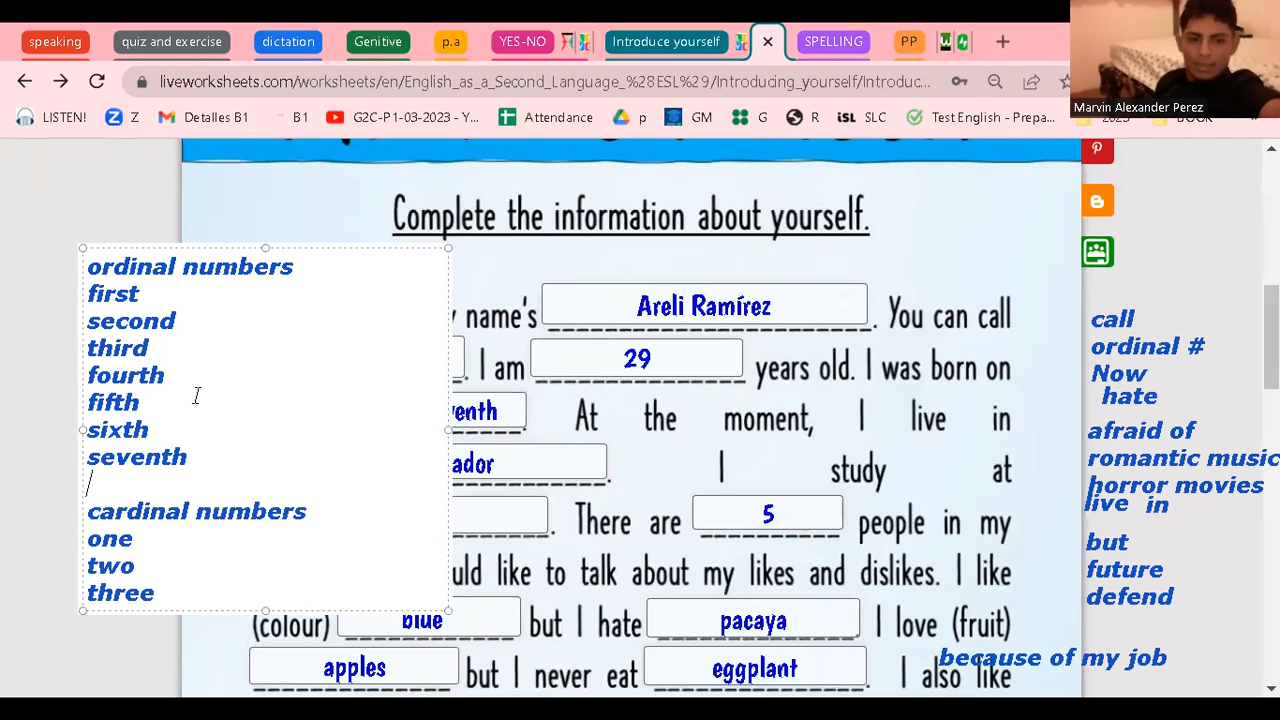 speaking quiz and exercise dictation Genitive p.a YES-NO Introduce yourself SPELLING PP
liveworksheets.com/worksheets/en/English_as_a_Second_Language_%28ESL%29/Introducing_yourself/Introduc...
Marvin Alexander Perez
LISTEN! Z Detalles B1 B1 G2C-P1-03-2023 - Y... Attendance p GM G R SLC Test English - Prepa...
Complete the information about yourself.
ordinal numbers
first
second
third
fourth
fifth
sixth
seventh
cardinal numbers
one
two
three
name's Areli Ramírez. You can call
. I am 29 years old. I was born on
venth. At the moment, I live in
ador. I study at
. There are 5 people in my
uld like to talk about my likes and dislikes. I like
(colour) blue but I hate pacaya. I love (fruit)
apples but I never eat eggplant. I also like
call
ordinal #
Now
hate
afraid of
romantic music
horror movies
live in
but
future
defend
because of my job